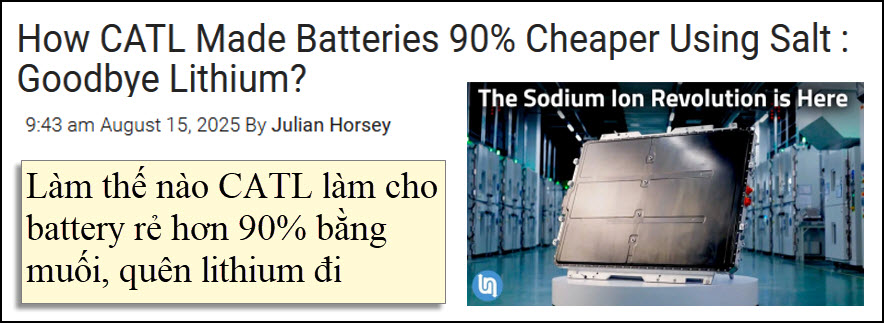 How CATL Made Batteries 90% Cheaper Using Salt :
Goodbye Lithium?
9:43 am August 15, 2025 By Julian Horsey
The Sodium Ion Revolution is Here
Làm thế nào CATL làm cho
battery rẻ hơn 90% bằng
muối, quên lithium đi